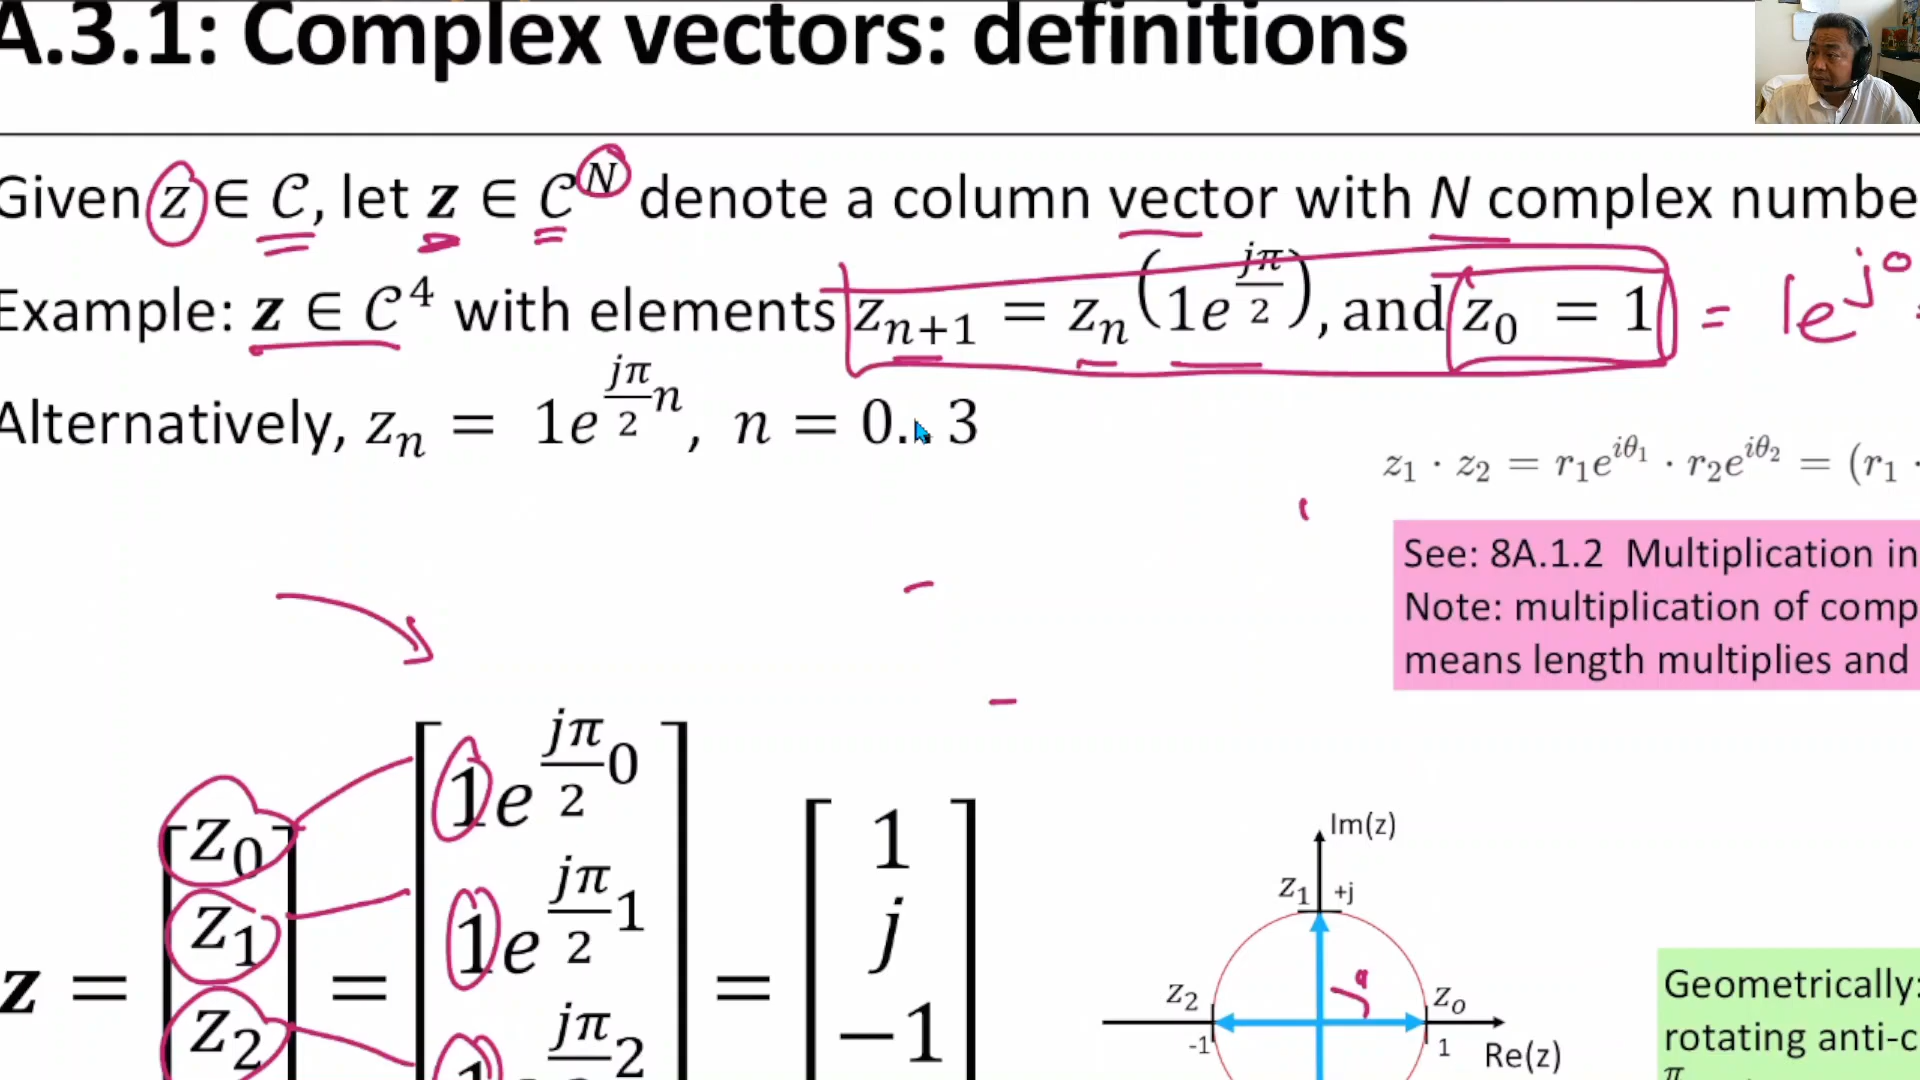 A.3.1: Complex vectors: definitions
Given z ∈ 𝒞, let 𝒛 ∈ 𝒞^N denote a column vector with N complex numbe
Example: 𝒛 ∈ 𝒞^4 with elements z_{n+1} = z_n(1e^{jπ/2}), and z_0 = 1 = 1e^{j0}
Alternatively, z_n = 1e^{(jπ/2)n}, n = 0.. 3
z_1 · z_2 = r_1e^{iθ_1} · r_2e^{iθ_2} = (r_1 ·
See: 8A.1.2 Multiplication in
Note: multiplication of comp
means length multiplies and
𝒛 = [z_0 z_1 z_2 = [1e^{(jπ/2)0} 1e^{(jπ/2)1} 1e^{(jπ/2)2} = [1 j −1
Im(z)
z_1 +j
z_2 z_o
-1 1 Re(z)
Geometrically:
rotating anti-c
π